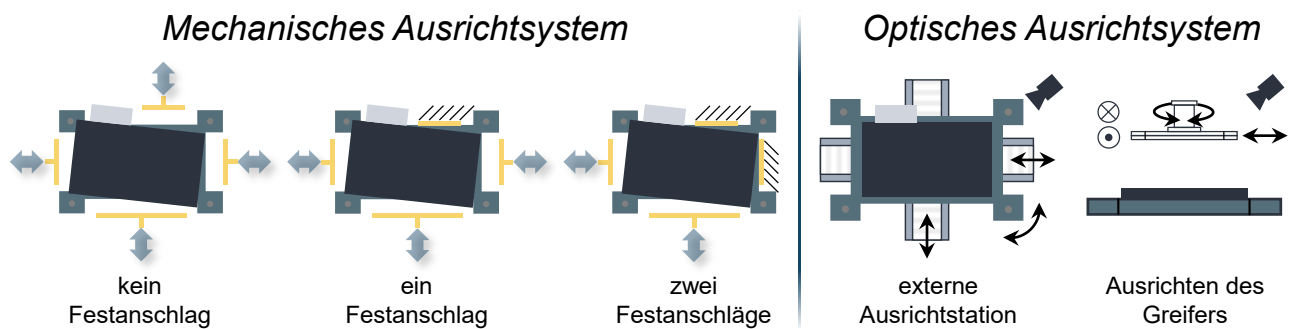 Mechanisches Ausrichtsystem
Optisches Ausrichtsystem
kein
Festanschlag
ein
Festanschlag
zwei
Festanschläge
externe
Ausrichtstation
Ausrichten des
Greifers